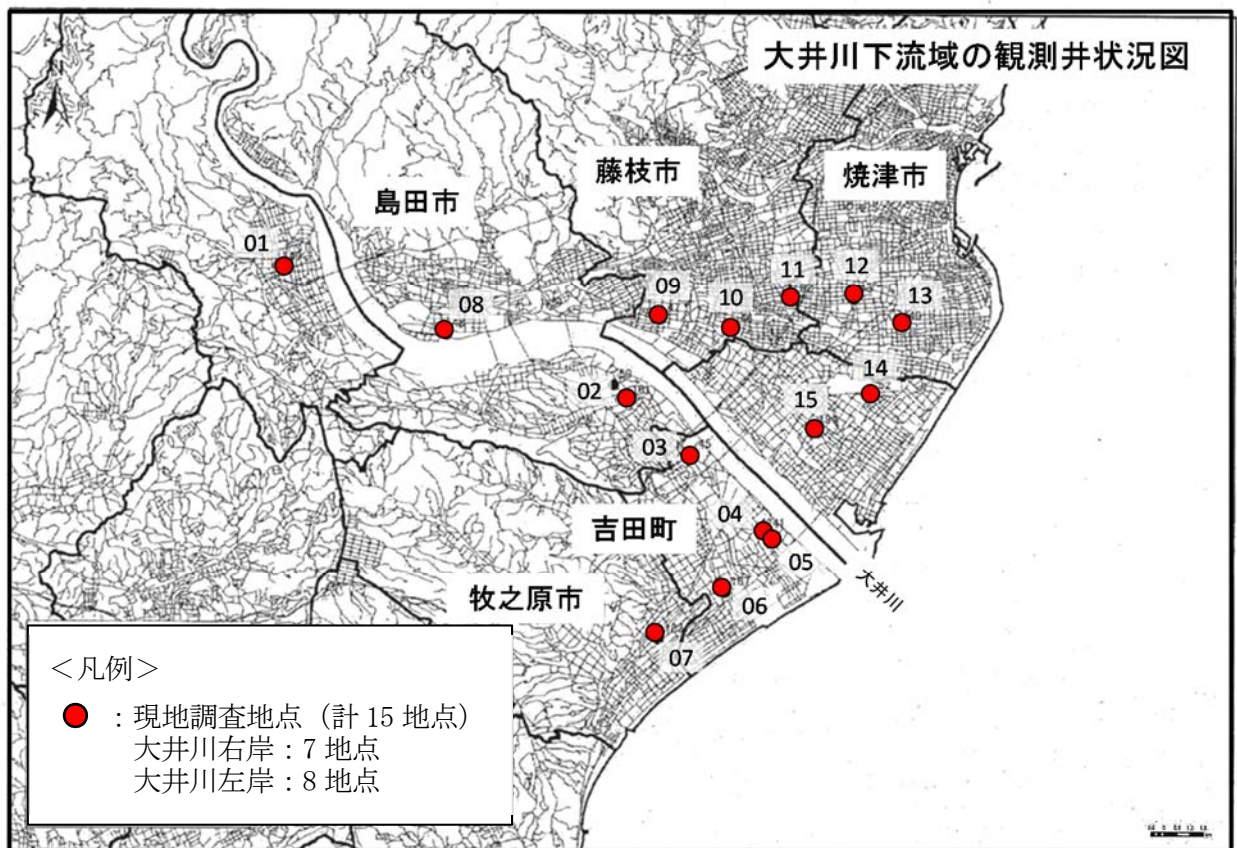 大井川下流域の観測井状況図
藤枝市
焼津市
島田市
01
08
09
10
11
12
13
14
15
02
03
04
05
吉田町
06
大井川
牧之原市
07
<凡例>
:現地調査地点(計 15 地点)
大井川右岸:7 地点
大井川左岸:8 地点